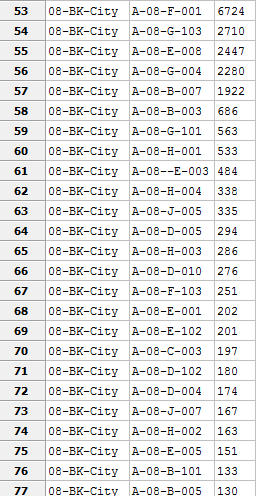 53 08-BK-City A-08-F-001 6724
54 08-BK-City A-08-G-103 2710
55 08-BK-City A-08-E-008 2447
56 08-BK-City A-08-G-004 2280
57 08-BK-City A-08-B-007 1922
58 08-BK-City A-08-B-003 686
59 08-BK-City A-08-G-101 563
60 08-BK-City A-08-H-001 533
61 08-BK-City A-08--E-003 484
62 08-BK-City A-08-H-004 338
63 08-BK-City A-08-J-005 335
64 08-BK-City A-08-D-005 294
65 08-BK-City A-08-H-003 286
66 08-BK-City A-08-D-010 276
67 08-BK-City A-08-F-103 251
68 08-BK-City A-08-E-001 202
69 08-BK-City A-08-E-102 201
70 08-BK-City A-08-C-003 197
71 08-BK-City A-08-D-102 180
72 08-BK-City A-08-D-004 174
73 08-BK-City A-08-J-007 167
74 08-BK-City A-08-H-002 163
75 08-BK-City A-08-E-005 151
76 08-BK-City A-08-B-101 133
77 08-BK-City A-08-B-005 130